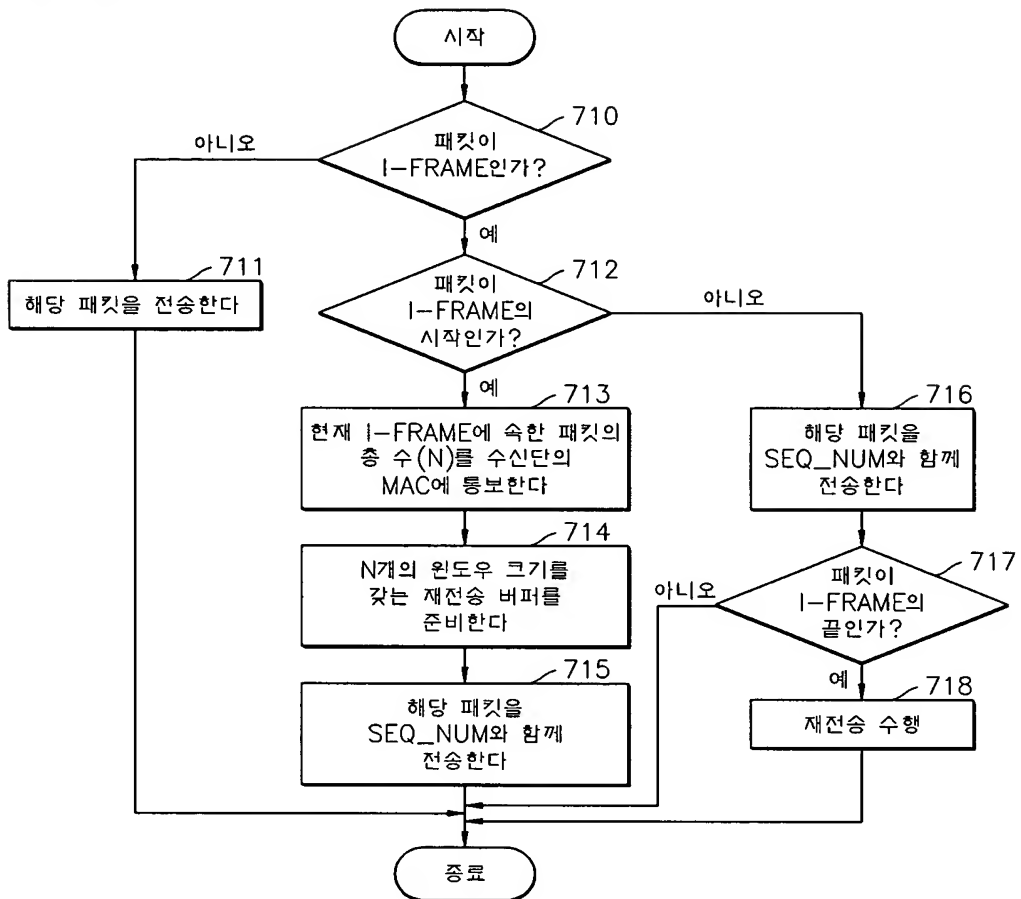 시작
710
패킷이
I-FRAME인가?
아니오
예
711
해당 패킷을 전송한다
712
패킷이
I-FRAME의
시작인가?
아니오
예
713
현재 I-FRAME에 속한 패킷의
총 수(N)를 수신단의
MAC에 통보한다
716
해당 패킷을
SEQ_NUM와 함께
전송한다
714
N개의 윈도우 크기를
갖는 재전송 버퍼를
준비한다
717
패킷이
I-FRAME의
끝인가?
아니오
예
715
해당 패킷을
SEQ_NUM와 함께
전송한다
718
재전송 수행
종료